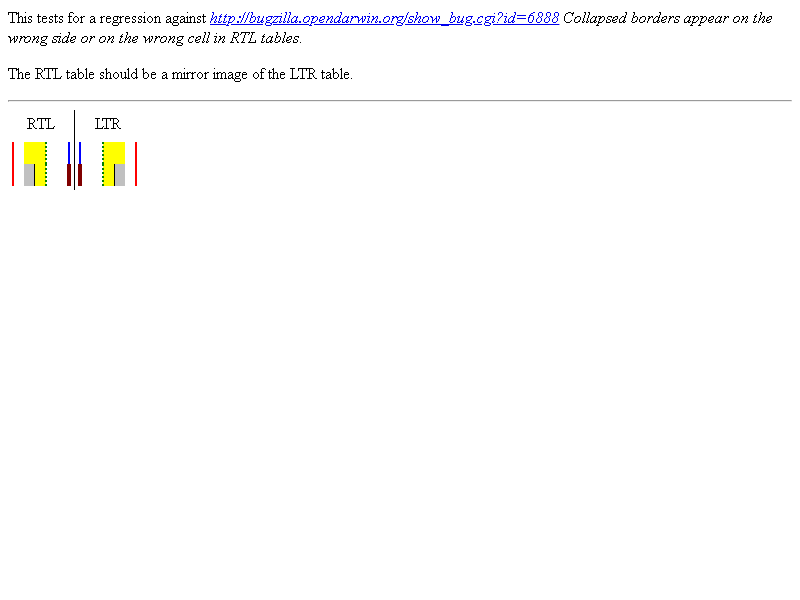 This tests for a regression against http://bugzilla.opendarwin.org/show_bug.cgi?id=6888 Collapsed borders appear on the
wrong side or on the wrong cell in RTL tables.
The RTL table should be a mirror image of the LTR table.
RTL LTR